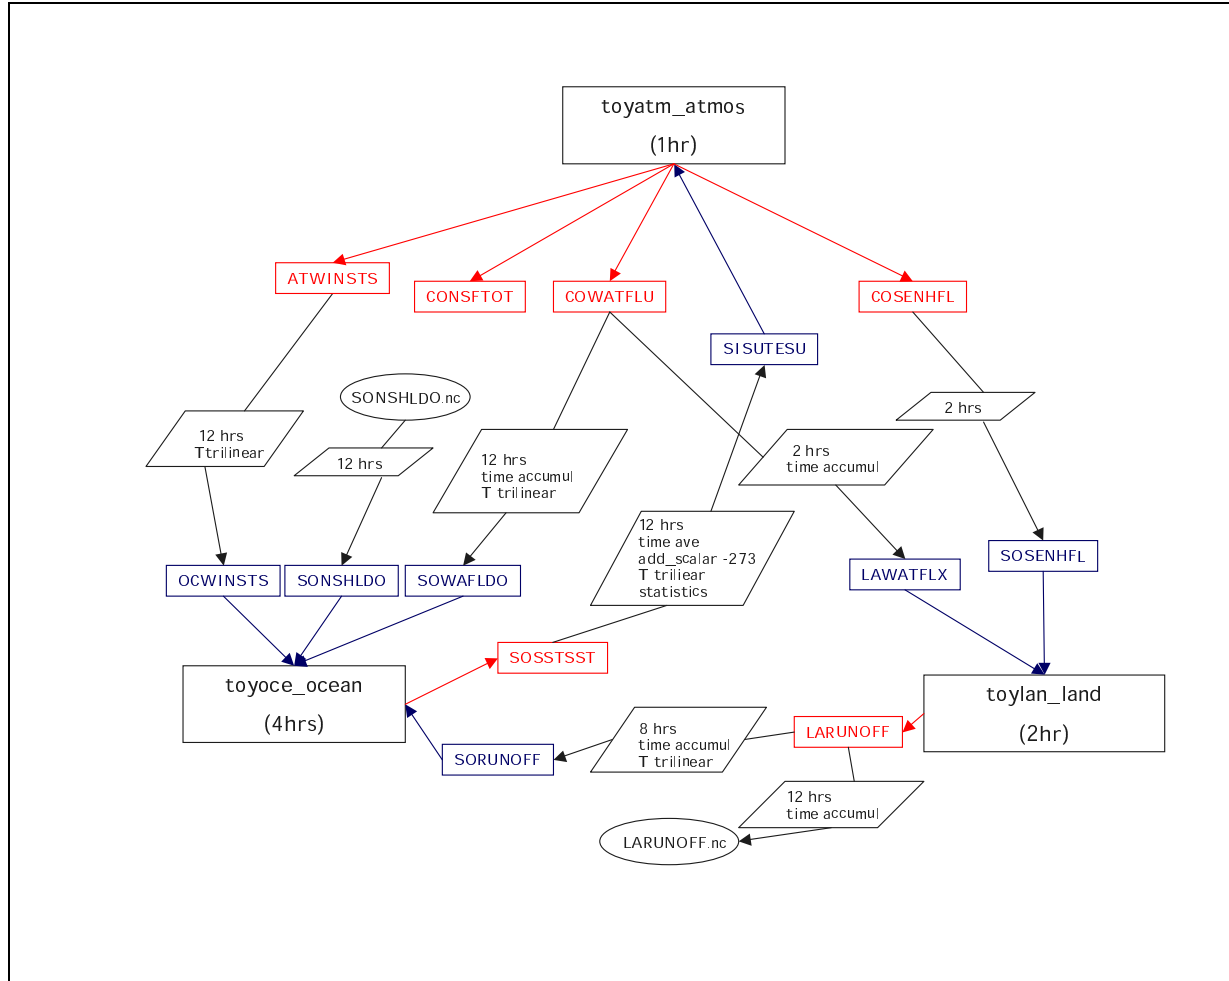 toyatm_atmos
(1hr)
ATWINSTS
CONSFTOT
COWATFLU
COSENHFL
SISUTESU
SONSHLDO.nc
2 hrs
12 hrs
Ttrilinear
12 hrs
12 hrs
time accumul
T trilinear
2 hrs
time accumul
12 hrs
time ave
add_scalar -273
T triliear
statistics
OCWINSTS
SONSHLDO
SOWAFLDO
LAWATFLX
SOSENHFL
SOSSTSST
toyoce_ocean
(4hrs)
toylan_land
(2hr)
8 hrs
time accumul
T trilinear
LARUNOFF
SORUNOFF
12 hrs
time accumul
LARUNOFF.nc